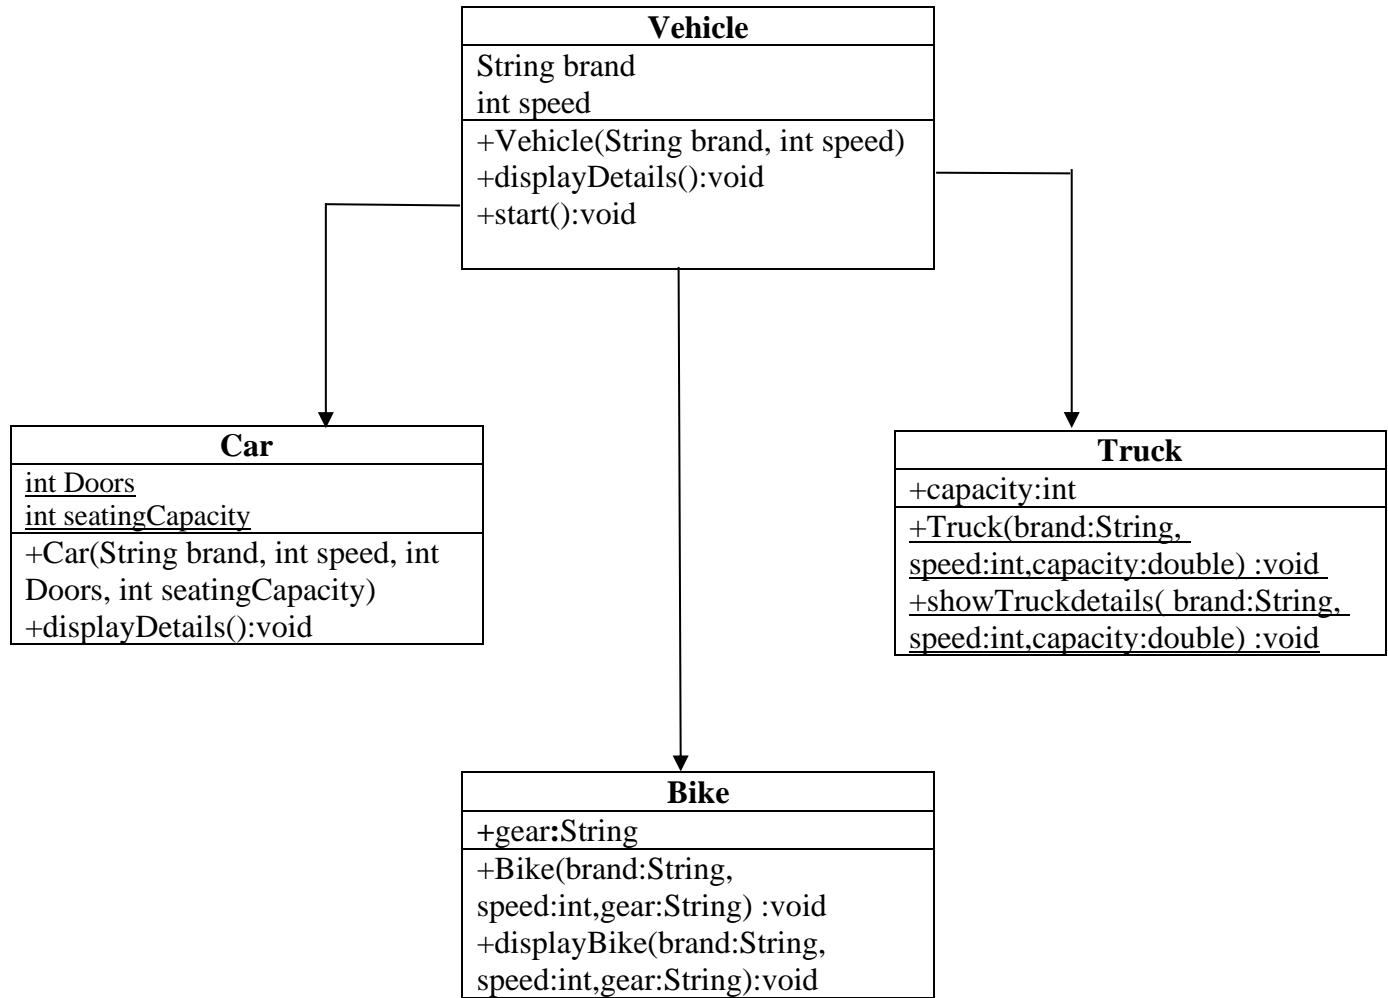 Vehicle
String brand
int speed
+Vehicle(String brand, int speed)
+displayDetails():void
+start():void
Car
int Doors
int seatingCapacity
+Car(String brand, int speed, int
Doors, int seatingCapacity)
+displayDetails():void
Truck
+capacity:int
+Truck(brand:String,
speed:int,capacity:double) :void
+showTruckdetails( brand:String,
speed:int,capacity:double) :void
Bike
+gear:String
+Bike(brand:String,
speed:int,gear:String) :void
+displayBike(brand:String,
speed:int,gear:String):void